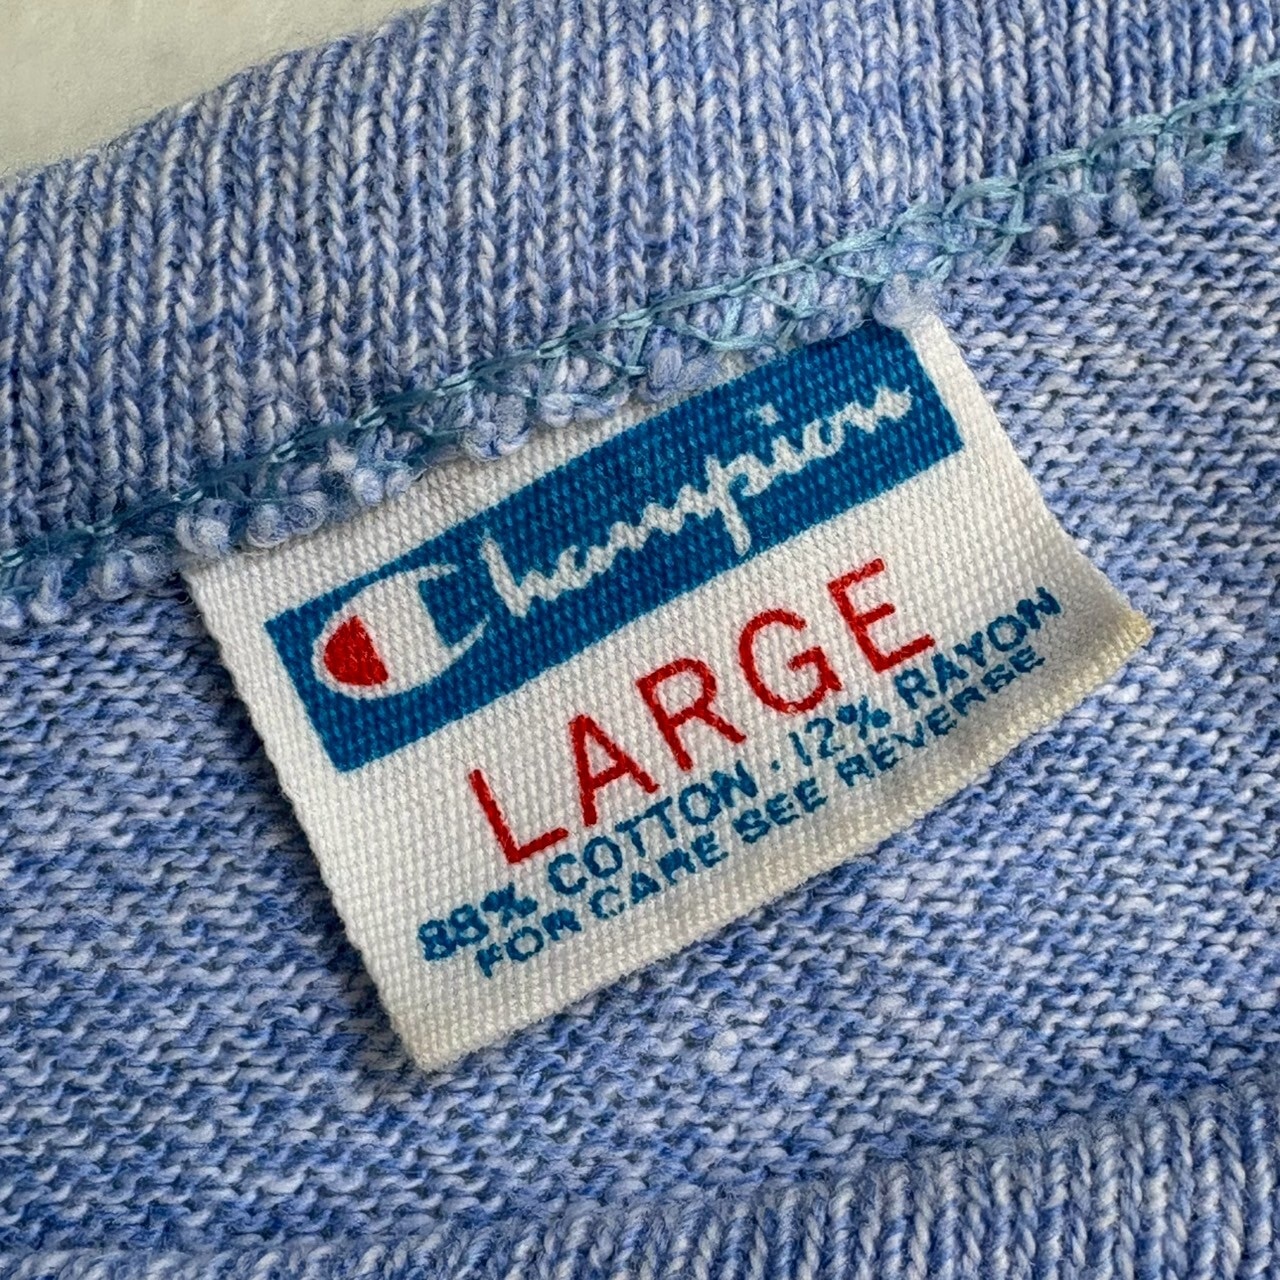 Champion
LARGE
88% COTTON · 12% RAYON
FOR CARE SEE REVERSE